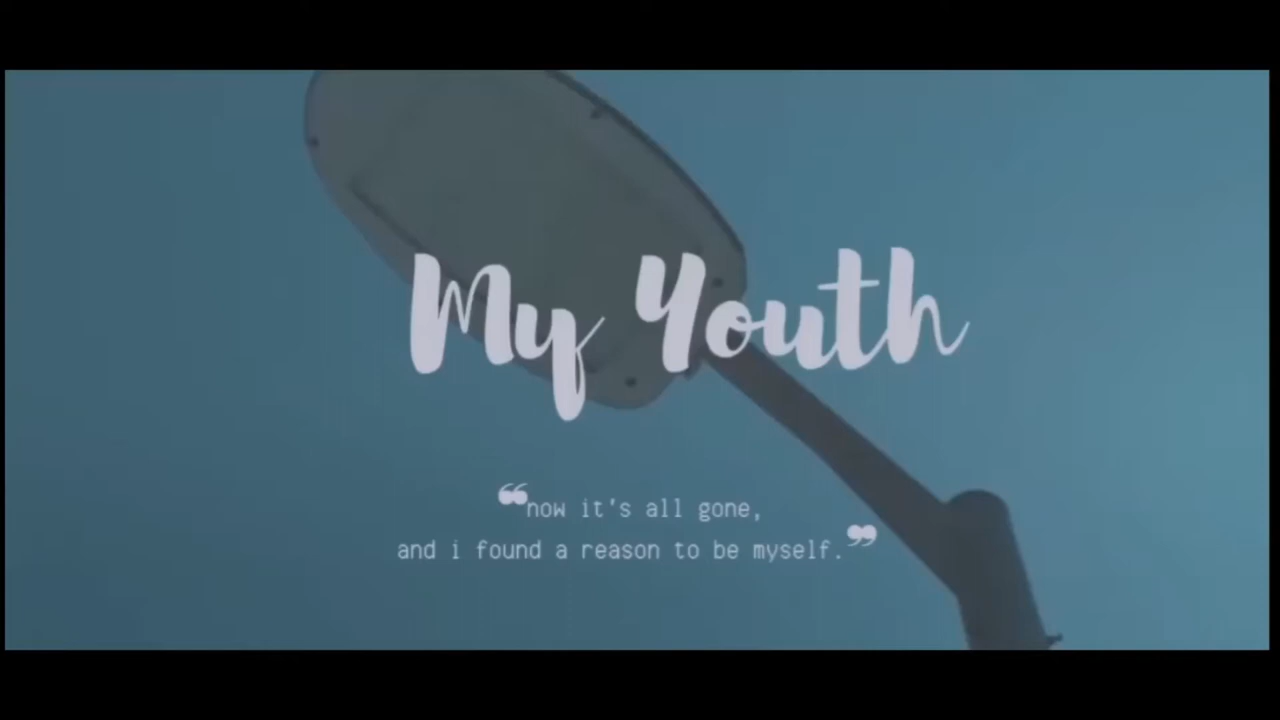 My Youth
❝now it's all gone,
and i found a reason to be myself.❞